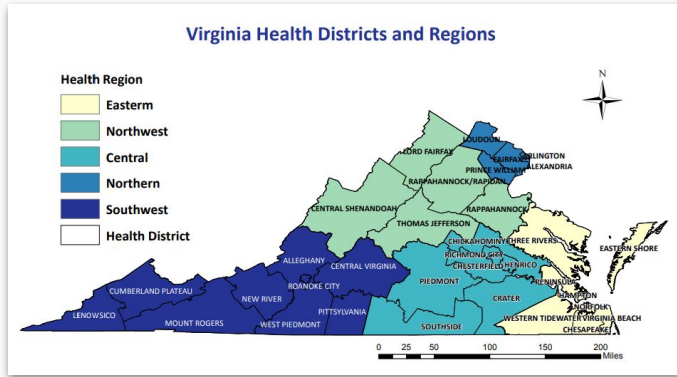 Virginia Health Districts and Regions
Health Region
Eastern
Northwest
Central
Northern
Southwest
Health District
N
LOUDOUN
LORD FAIRFAX
FAIRFAX
ARLINGTON
PRINCE WILLIAM
ALEXANDRIA
RAPPAHANNOCK/RAPIDAN
CENTRAL SHENANDOAH
RAPPAHANNOCK
THOMAS JEFFERSON
CHICKAHOMINY
THREE RIVERS
EASTERN SHORE
ALLEGHANY
CENTRAL VIRGINIA
RICHMOND CITY
CHESTERFIELD
HENRICO
ROANOKE CITY
PIEDMONT
PENINSULA
CUMBERLAND PLATEAU
NEW RIVER
CRATER
HAMPTON
NORFOLK
LENOWISCO
MOUNT ROGERS
WEST PIEDMONT
PITTSYLVANIA
SOUTHSIDE
WESTERN TIDEWATER
VIRGINIA BEACH
CHESAPEAKE
0 25 50 100 150 200
Miles